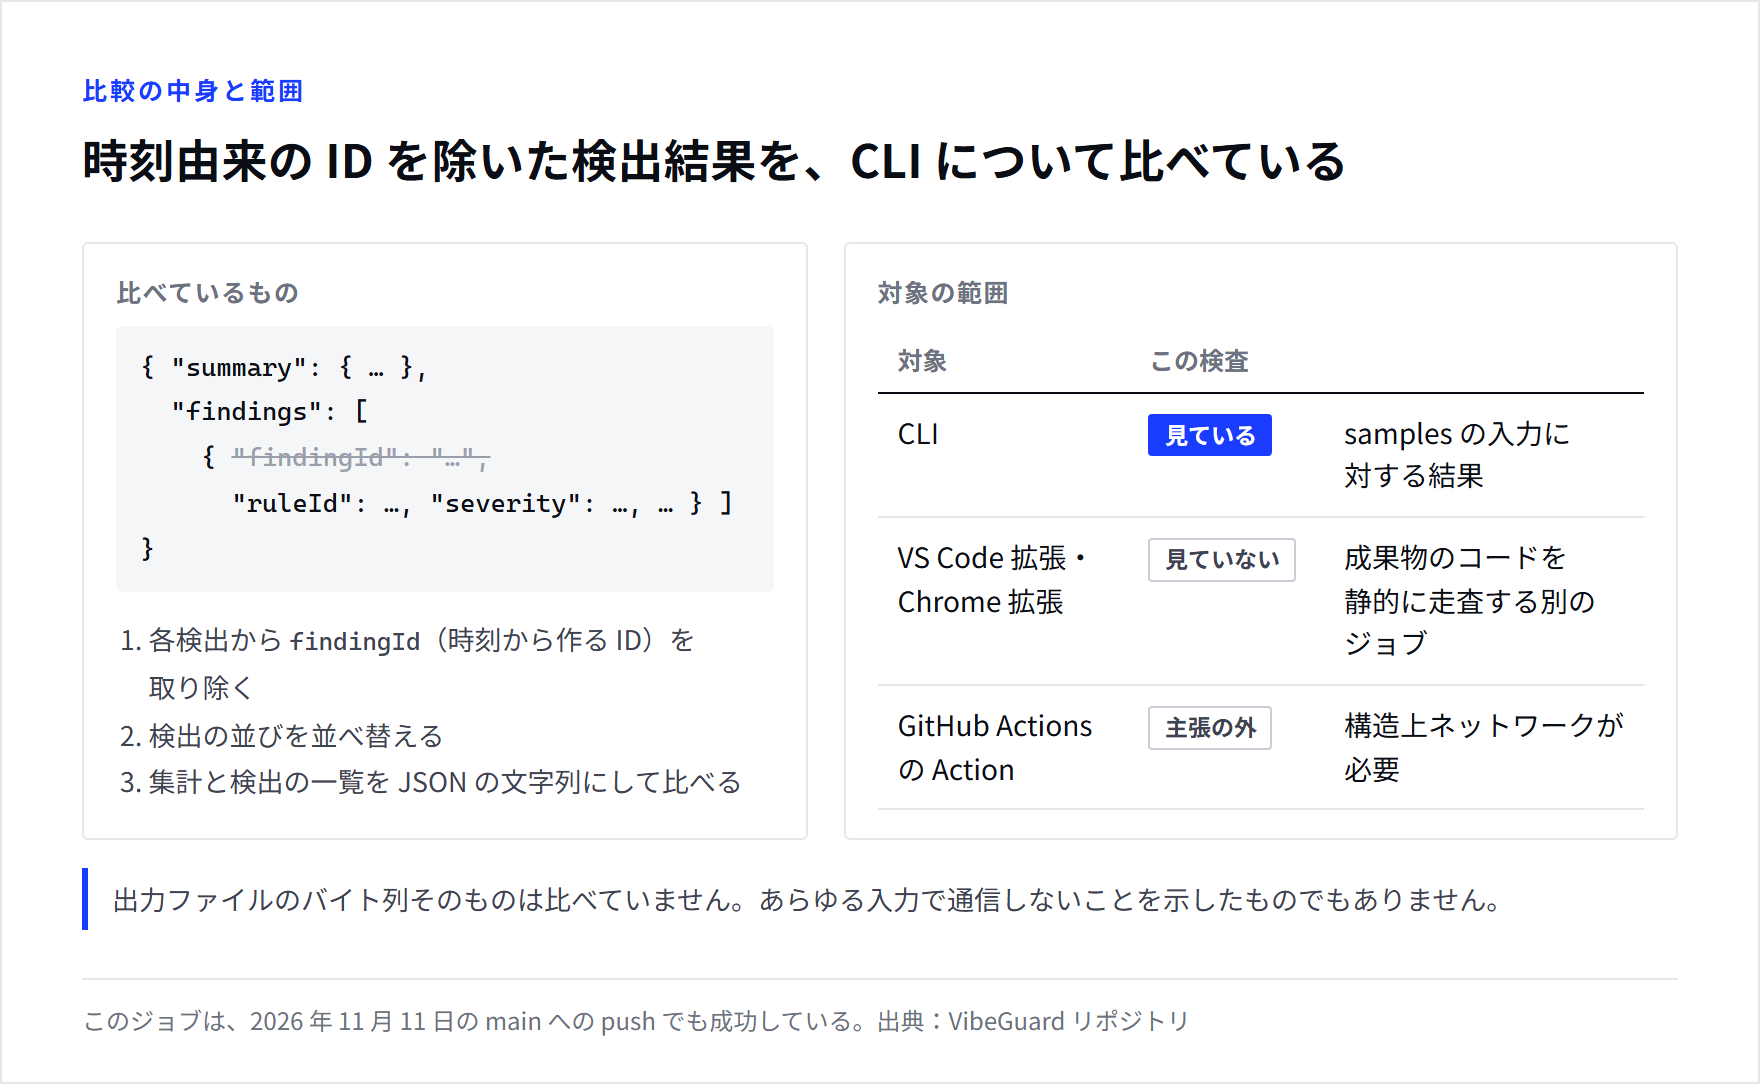 比較の中身と範囲
時刻由来の ID を除いた検出結果を、CLI について比べている
比べているもの
{ "summary": { … },
"findings": [
{ "findingId": "…",
"ruleId": …, "severity": …, … } ]
}
1. 各検出から findingId（時刻から作る ID）を
取り除く
2. 検出の並びを並べ替える
3. 集計と検出の一覧を JSON の文字列にして比べる
対象の範囲
対象 この検査
CLI 見ている samples の入力に
対する結果
VS Code 拡張・ 見ていない 成果物のコードを
Chrome 拡張 静的に走査する別の
ジョブ
GitHub Actions 主張の外 構造上ネットワークが
の Action 必要
出力ファイルのバイト列そのものは比べていません。あらゆる入力で通信しないことを示したものでもありません。
このジョブは、2026 年 11 月 11 日の main への push でも成功している。出典：VibeGuard リポジトリ